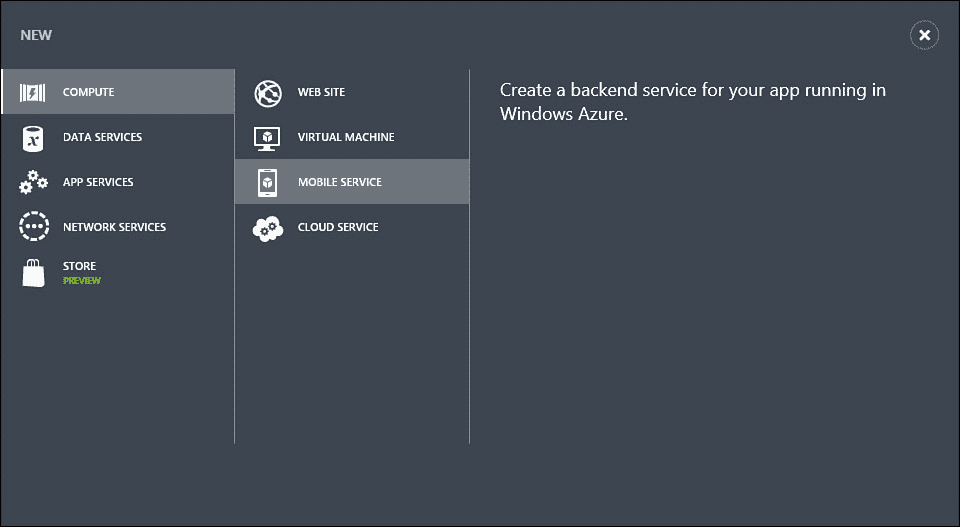 NEW
COMPUTE
DATA SERVICES
APP SERVICES
NETWORK SERVICES
STORE
PREVIEW
WEB SITE
VIRTUAL MACHINE
MOBILE SERVICE
CLOUD SERVICE
Create a backend service for your app running in
Windows Azure.